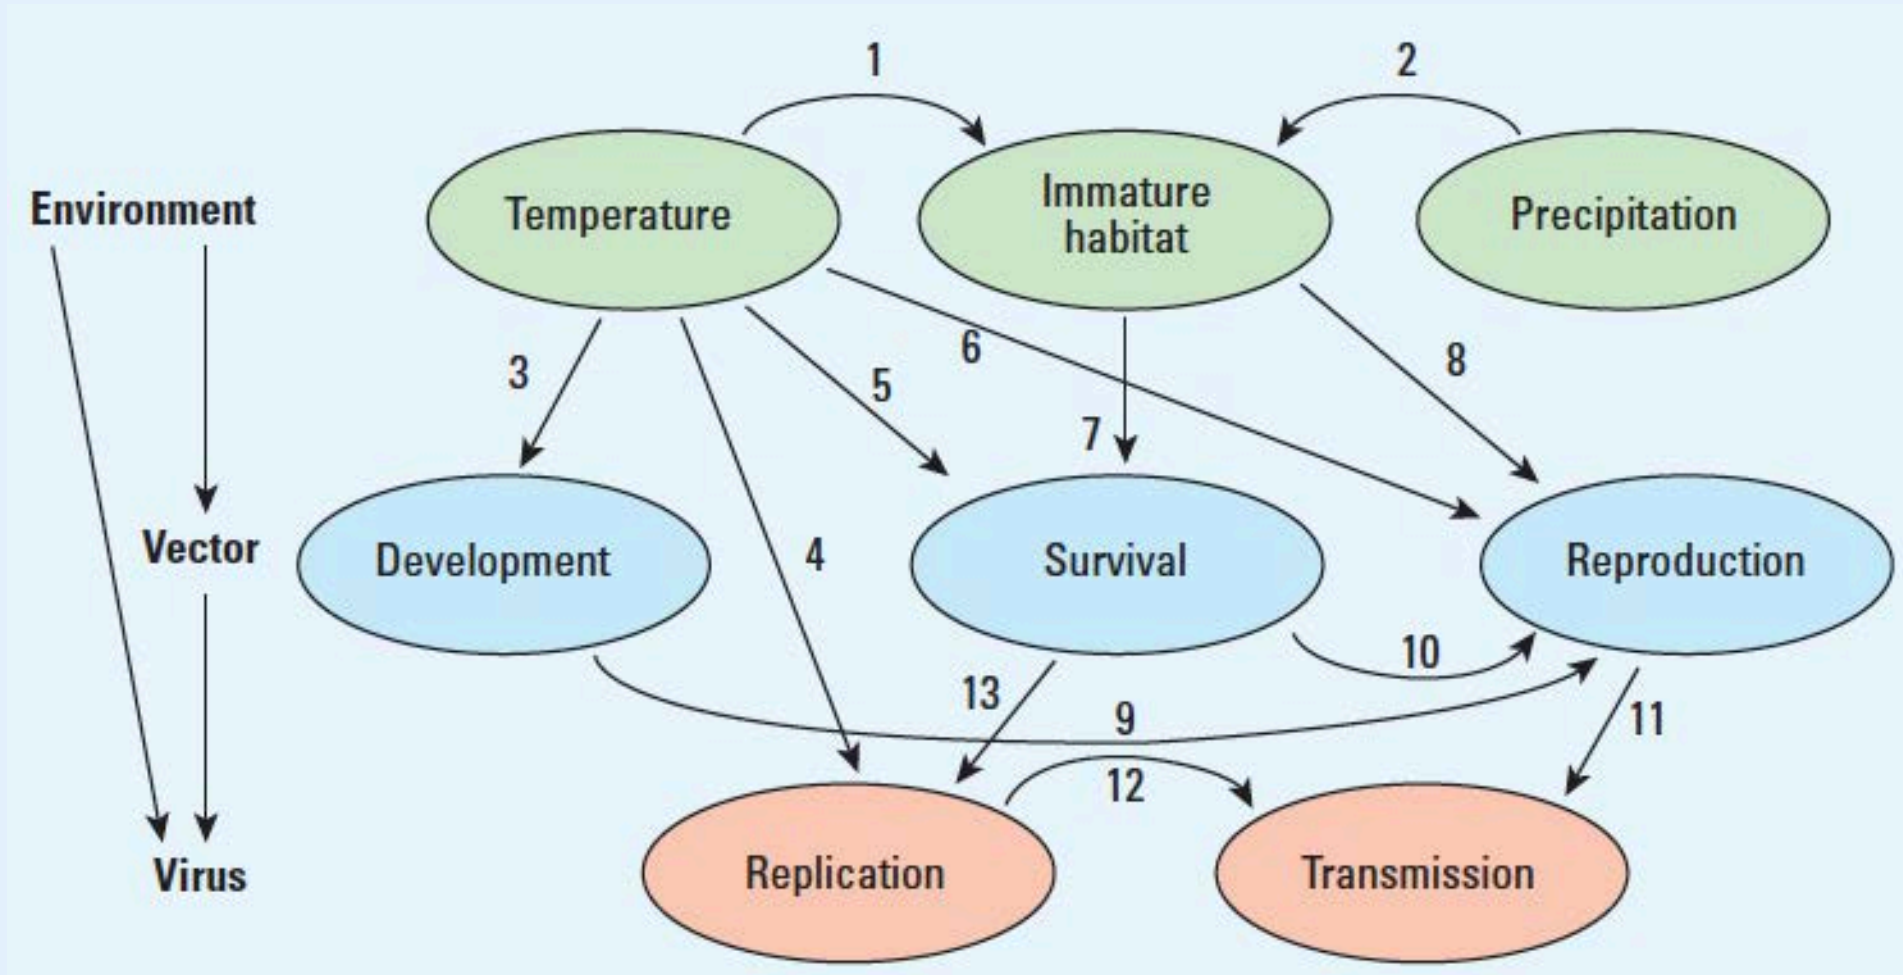 1
2
Environment
Temperature
Immature
habitat
Precipitation
3
5
6
7
8
Vector
Development
4
Survival
Reproduction
13
9
10
11
12
Virus
Replication
Transmission